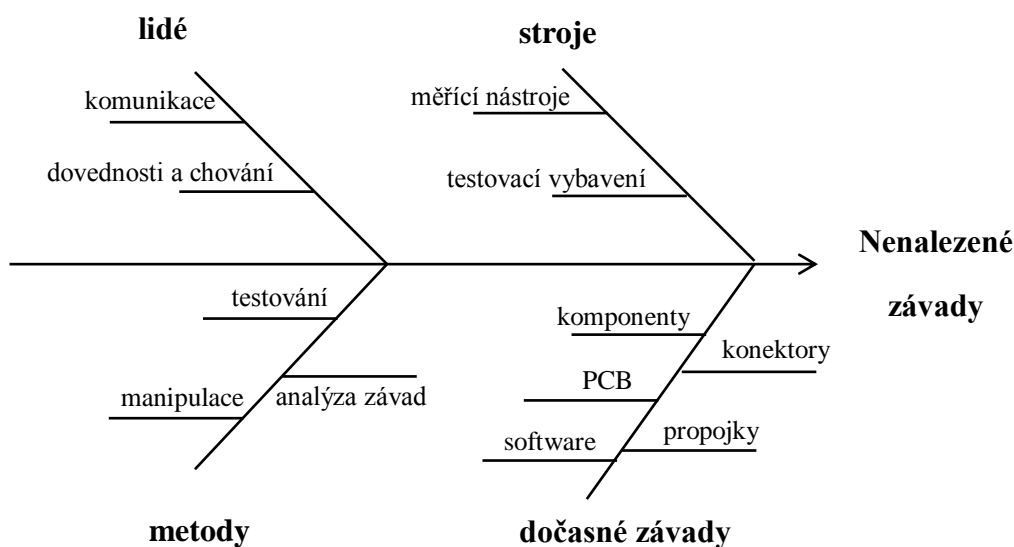 lidé
stroje
komunikace
měřící nástroje
dovednosti a chování
testovací vybavení
Nenalezené
závady
testování
komponenty
konektory
PCB
manipulace
analýza závad
software
propojky
metody
dočasné závady